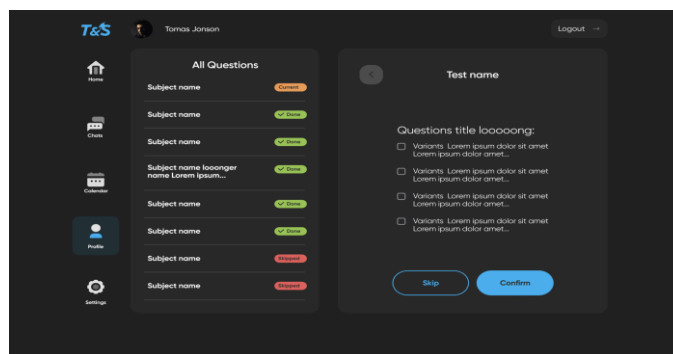 T&S
Tomas Jonson
Logout →
Home
Chats
Calendar
Profile
Settings
All Questions
Subject name Current
Subject name Done
Subject name Done
Subject name looonger
name Lorem ipsum... Done
Subject name Done
Subject name Done
Subject name Skipped
Subject name Skipped
Test name
Questions title looooong:
Variants Lorem ipsum dolor sit amet
Lorem ipsum dolor amet...
Variants Lorem ipsum dolor sit amet
Lorem ipsum dolor amet...
Variants Lorem ipsum dolor sit amet
Lorem ipsum dolor amet...
Variants Lorem ipsum dolor sit amet
Lorem ipsum dolor amet...
Skip
Confirm